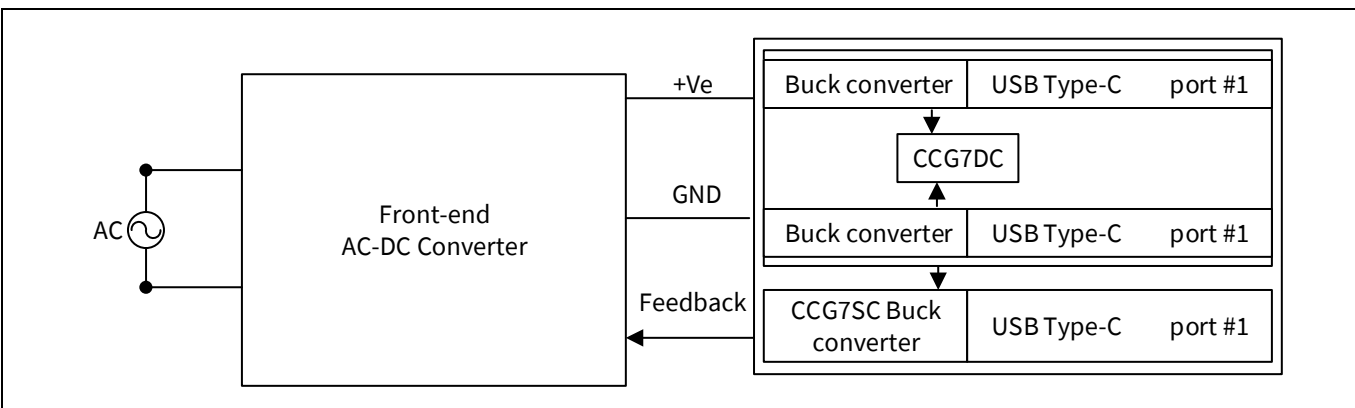 AC
Front-end
AC-DC Converter
+Ve
GND
Feedback
Buck converter USB Type-C port #1
CCG7DC
Buck converter USB Type-C port #1
CCG7SC Buck
converter
USB Type-C port #1